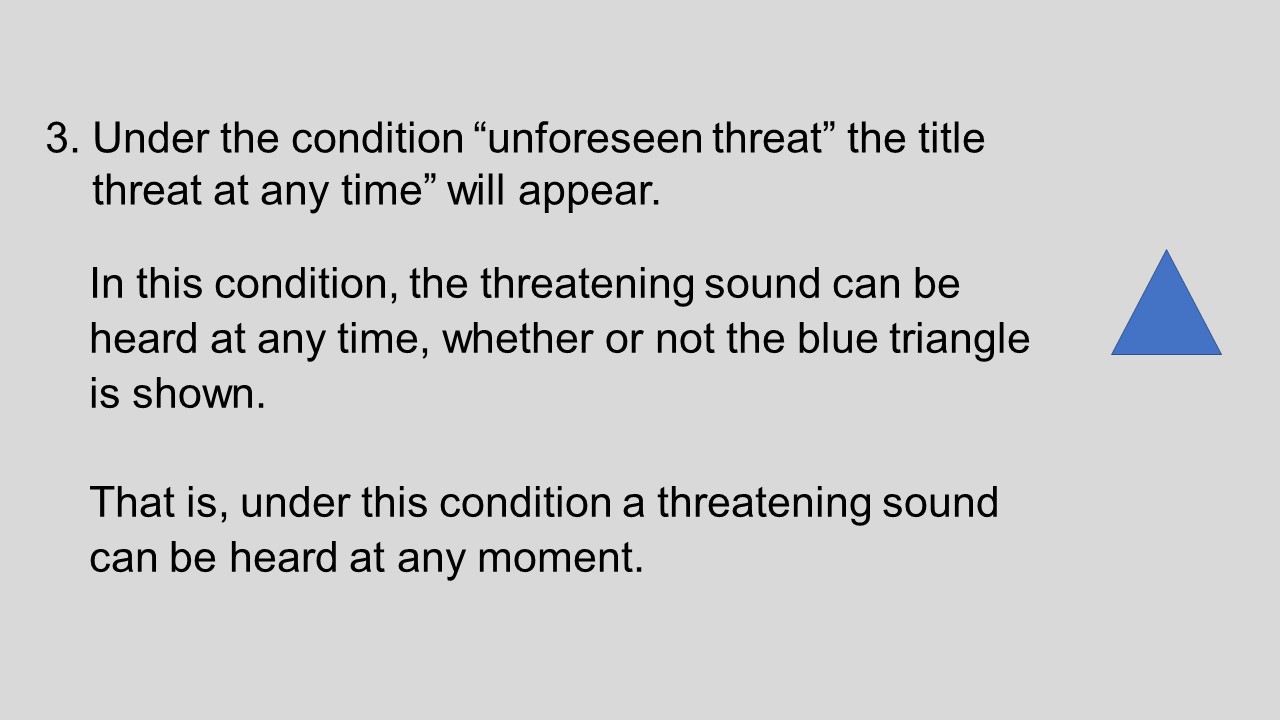 3. Under the condition “unforeseen threat” the title
threat at any time” will appear.
In this condition, the threatening sound can be
heard at any time, whether or not the blue triangle
is shown.
That is, under this condition a threatening sound
can be heard at any moment.